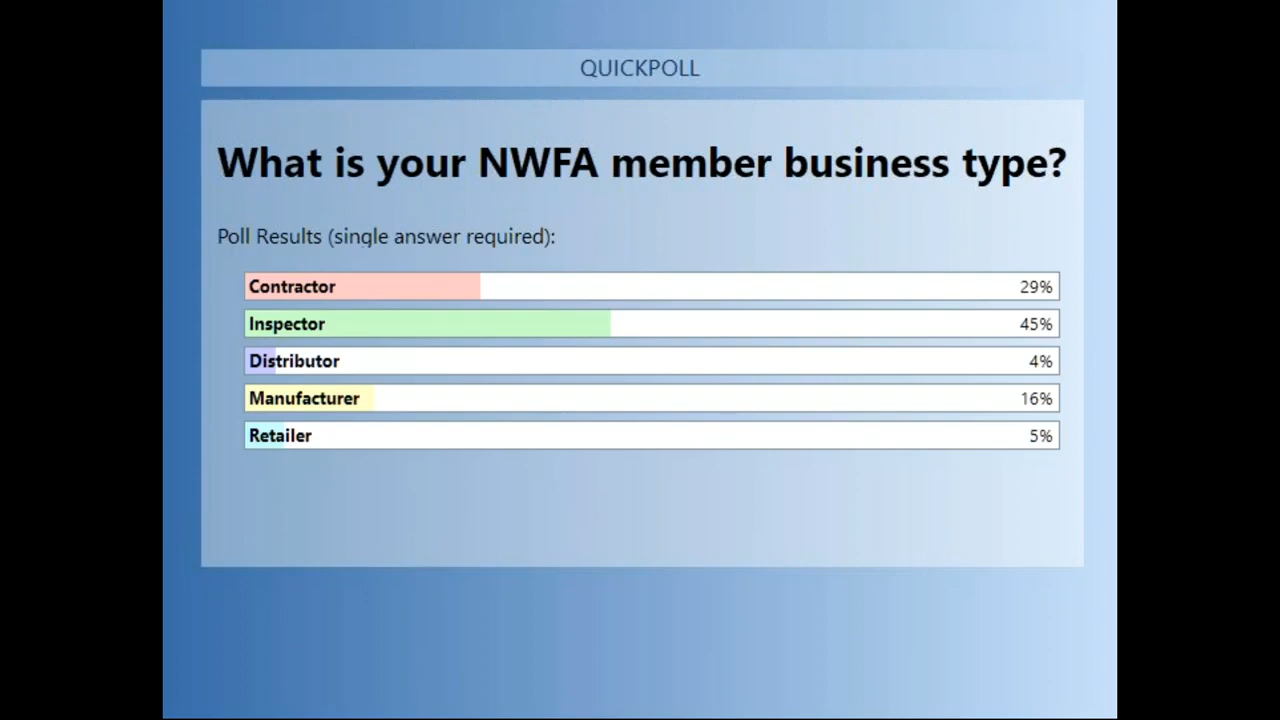 QUICKPOLL
What is your NWFA member business type?
Poll Results (single answer required):
Contractor 29%
Inspector 45%
Distributor 4%
Manufacturer 16%
Retailer 5%